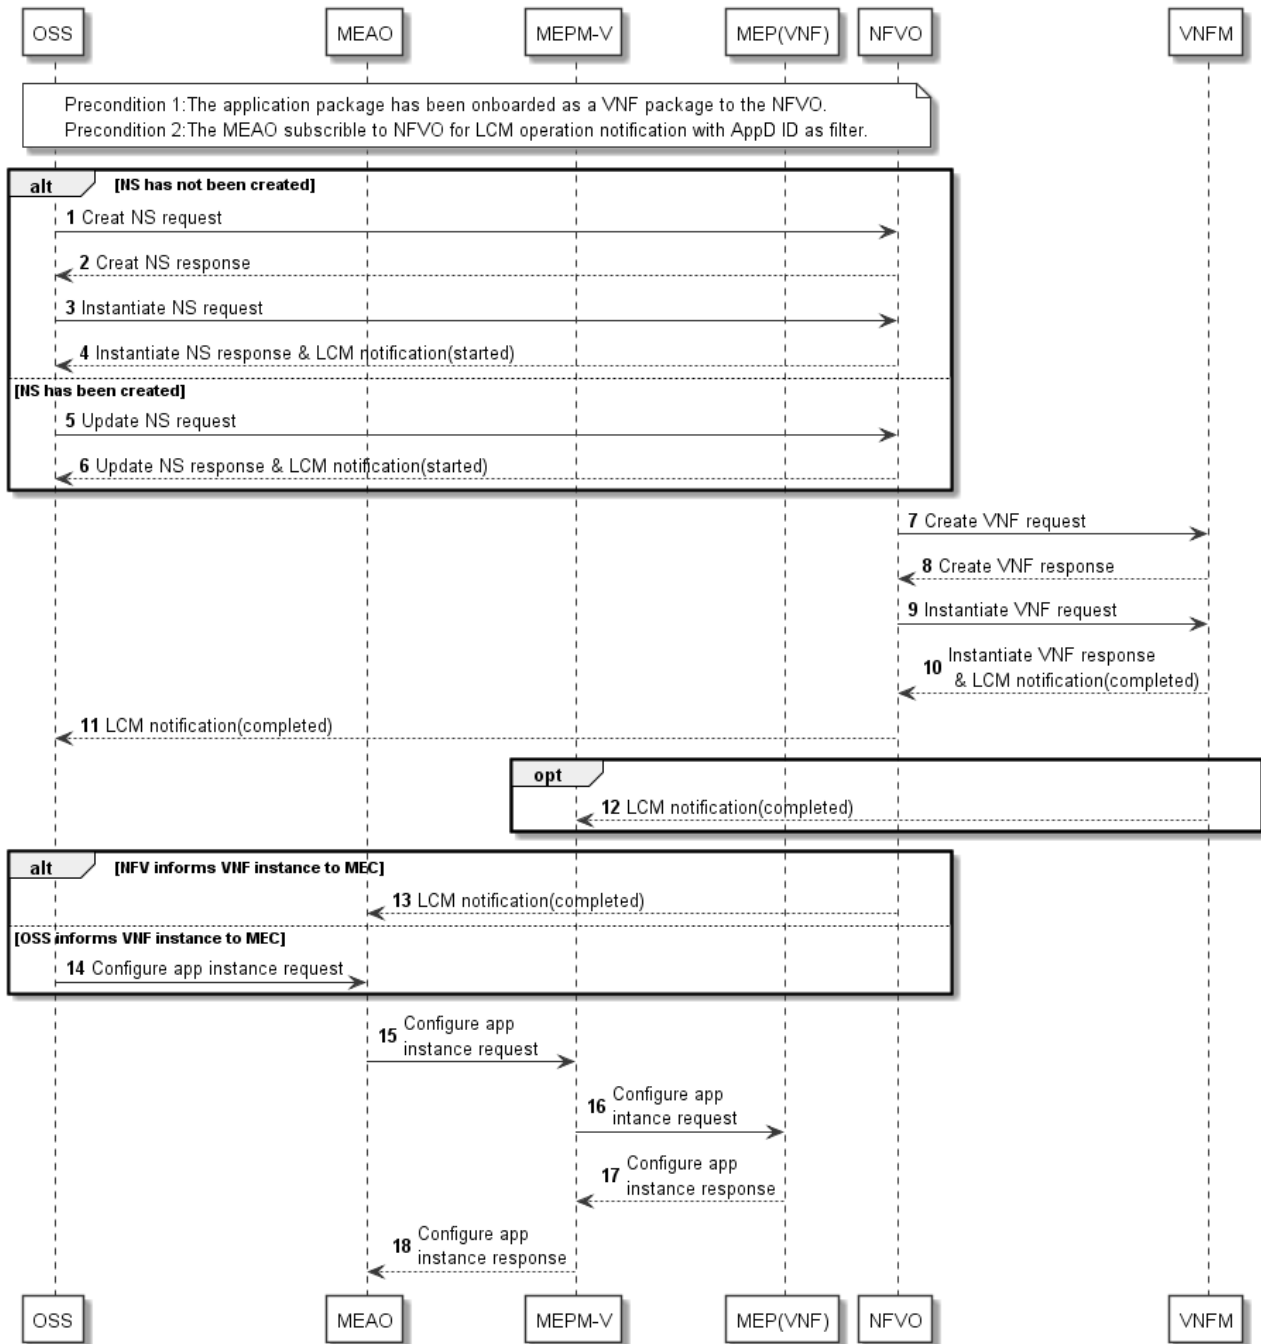 OSS MEAO MEPM-V MEP(VNF) NFVO VNFM
Precondition 1:The application package has been onboarded as a VNF package to the NFVO.
Precondition 2:The MEAO subscrible to NFVO for LCM operation notification with AppD ID as filter.
alt [NS has not been created]
1 Creat NS request
2 Creat NS response
3 Instantiate NS request
4 Instantiate NS response & LCM notification(started)
[NS has been created]
5 Update NS request
6 Update NS response & LCM notification(started)
7 Create VNF request
8 Create VNF response
9 Instantiate VNF request
10 Instantiate VNF response
& LCM notification(completed)
11 LCM notification(completed)
opt
12 LCM notification(completed)
alt [NFV informs VNF instance to MEC]
13 LCM notification(completed)
[OSS informs VNF instance to MEC]
14 Configure app instance request
15 Configure app
instance request
16 Configure app
intance request
17 Configure app
instance response
18 Configure app
instance response
OSS MEAO MEPM-V MEP(VNF) NFVO VNFM